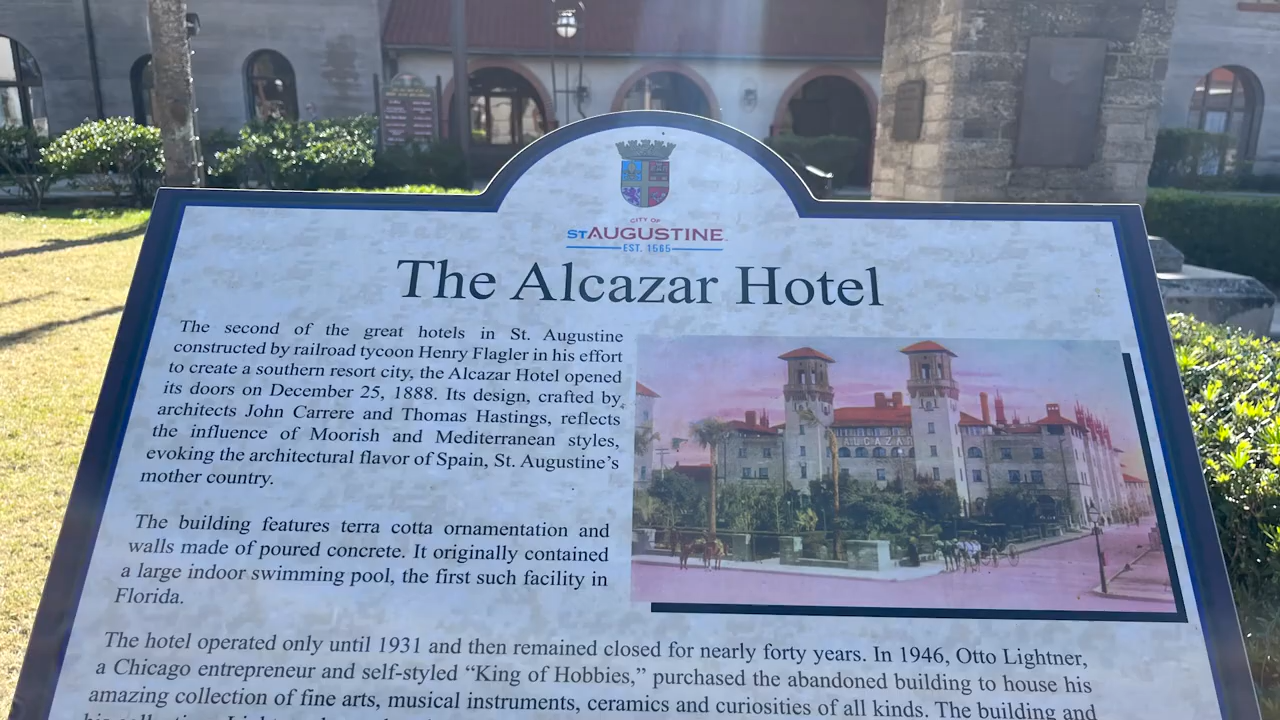 CITY OF
ST AUGUSTINE
EST. 1565
The Alcazar Hotel
The second of the great hotels in St. Augustine
constructed by railroad tycoon Henry Flagler in his effort
to create a southern resort city, the Alcazar Hotel opened
its doors on December 25, 1888. Its design, crafted by
architects John Carrere and Thomas Hastings, reflects
the influence of Moorish and Mediterranean styles,
evoking the architectural flavor of Spain, St. Augustine's
mother country.
ALCAZAR
The building features terra cotta ornamentation and
walls made of poured concrete. It originally contained
a large indoor swimming pool, the first such facility in
Florida.
The hotel operated only until 1931 and then remained closed for nearly forty years. In 1946, Otto Lightner,
a Chicago entrepreneur and self-styled “King of Hobbies,” purchased the abandoned building to house his
amazing collection of fine arts, musical instruments, ceramics and curiosities of all kinds. The building and